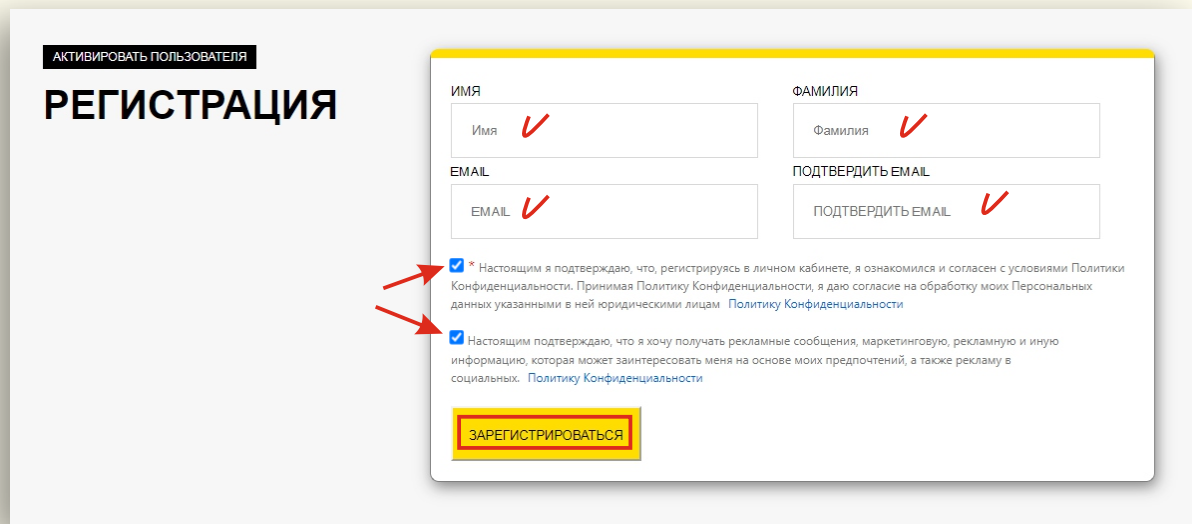 АКТИВИРОВАТЬ ПОЛЬЗОВАТЕЛЯ
РЕГИСТРАЦИЯ
ИМЯ
ФАМИЛИЯ
Имя
Фамилия
EMAIL
ПОДТВЕРДИТЬ EMAIL
EMAIL
ПОДТВЕРДИТЬ EMAIL
* Настоящим я подтверждаю, что, регистрируясь в личном кабинете, я ознакомился и согласен с условиями Политики
Конфиденциальности. Принимая Политику Конфиденциальности, я даю согласие на обработку моих Персональных
данных указанными в ней юридическими лицам Политику Конфиденциальности
Настоящим подтверждаю, что я хочу получать рекламные сообщения, маркетинговую, рекламную и иную
информацию, которая может заинтересовать меня на основе моих предпочтений, а также рекламу в
социальных. Политику Конфиденциальности
ЗАРЕГИСТРИРОВАТЬСЯ